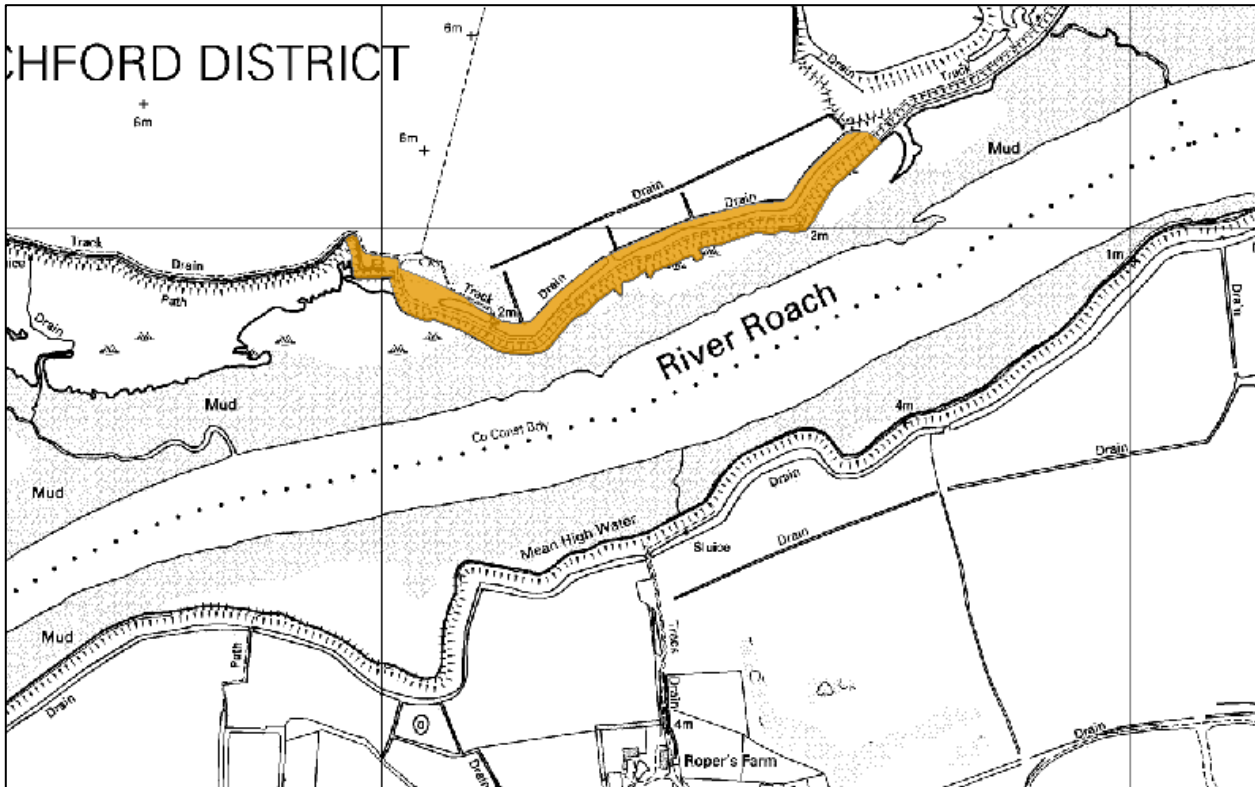 6m
CHFORD DISTRICT
6m
6m
Drain
Track
Mud
Drain
Drain
2m
Track
Drain
Path
Drain
Track
2m
Drain
1m
Drain
River Roach
Mud
4m
Co Const Bdy
Drain
Mud
Drain
Mean High Water
Sluice
Drain
Mud
Path
Track
Drain
Drain
4m
Drain
Drain
Roper's Farm